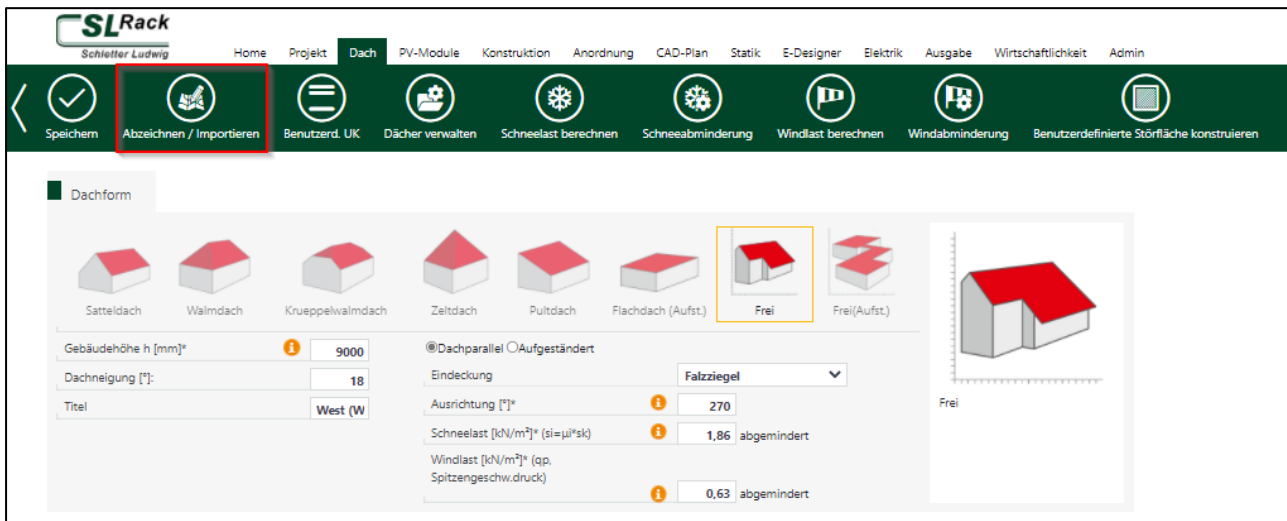 SLRack
Schletter Ludwig
Home Projekt Dach PV-Module Konstruktion Anordnung CAD-Plan Statik E-Designer Elektrik Ausgabe Wirtschaftlichkeit Admin
Speichern Abzeichnen / Importieren Benutzerd. UK Dächer verwalten Schneelast berechnen Schneeabminderung Windlast berechnen Windabminderung Benutzerdefinierte Störfläche konstruieren
Dachform
Satteldach Walmdach Krueppelwalmdach Zeltdach Pultdach Flachdach (Aufst.) Frei Frei(Aufst.)
Gebäudehöhe h [mm]* 9000
Dachneigung [°]: 18
Titel West (W
Dachparallel Aufgeständert
Eindeckung Falzziegel
Ausrichtung [°]* 270
Schneelast [kN/m²]* (si=μi*sk) 1,86 abgemindert
Windlast [kN/m²]* (qp,
Spitzengeschw.druck)
0,63 abgemindert
Frei